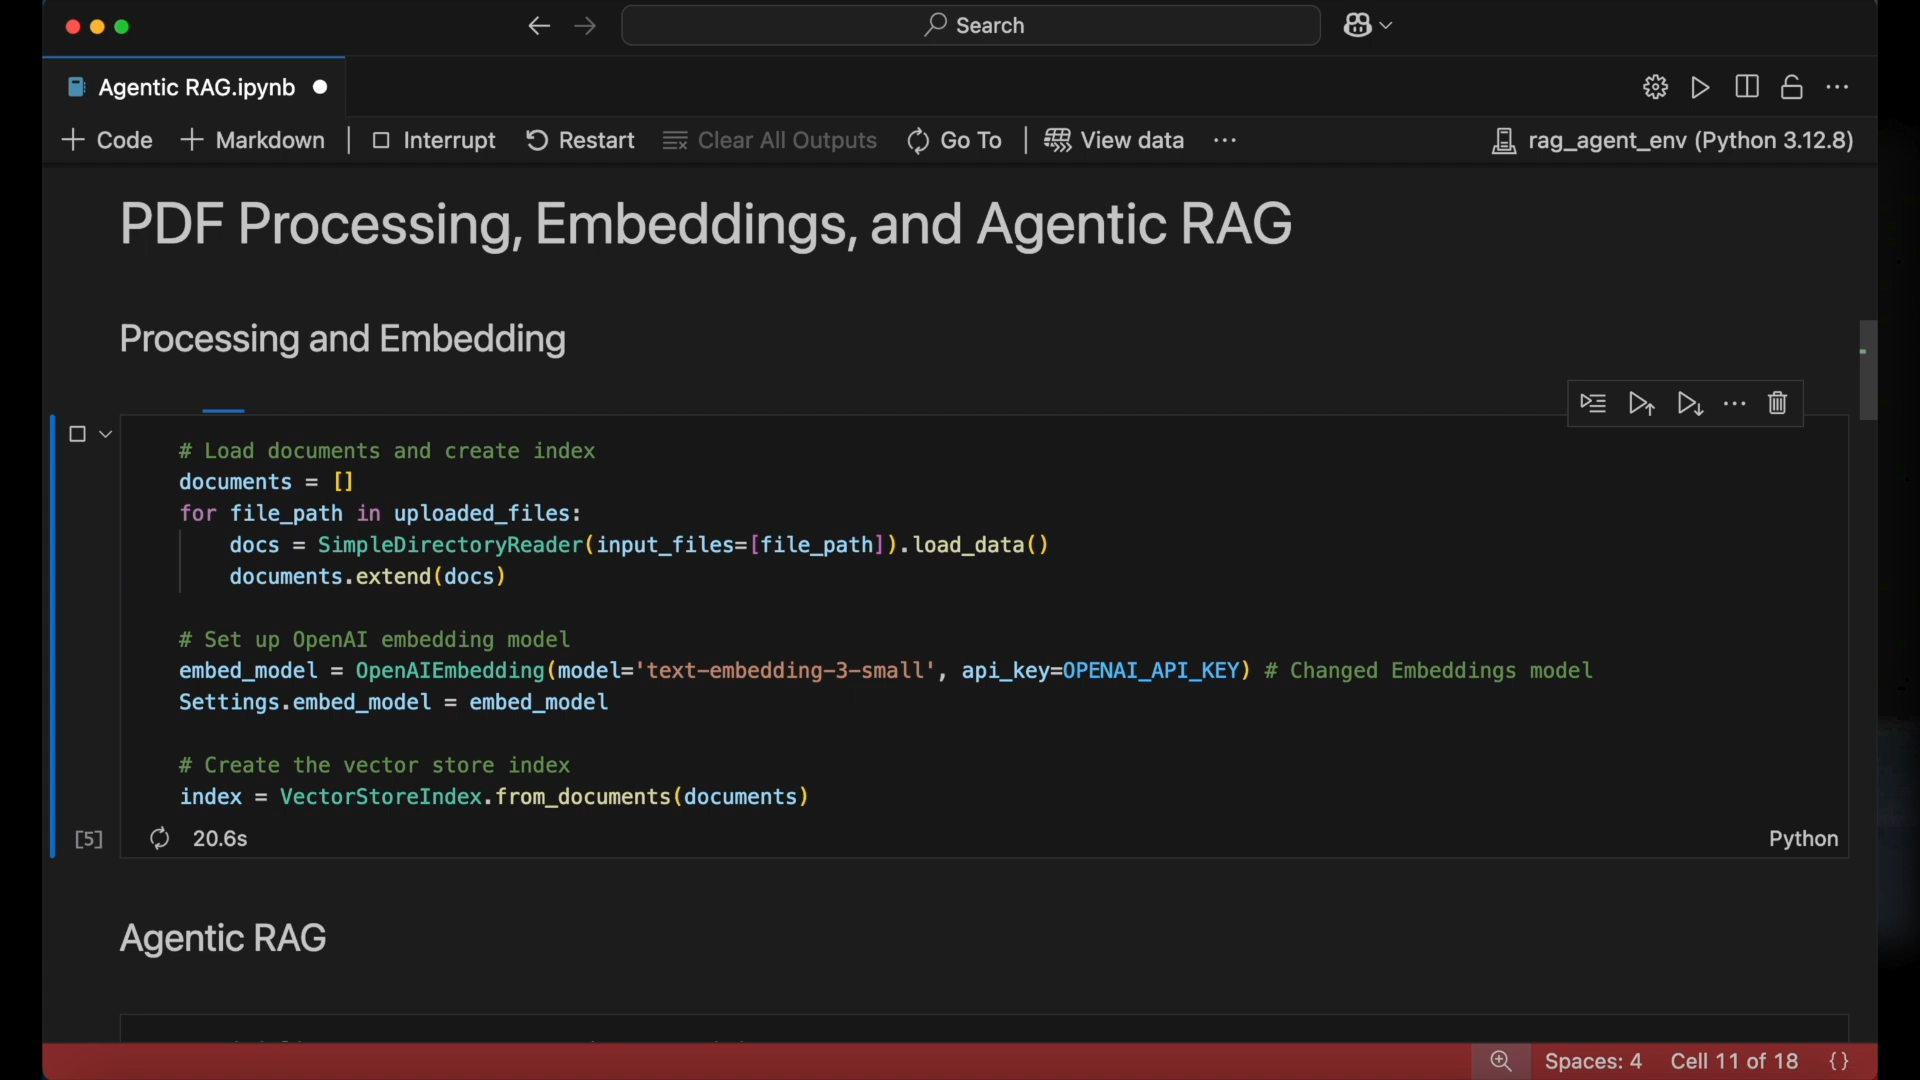 Search
Agentic RAG.ipynb
Code Markdown Interrupt Restart Clear All Outputs Go To View data ··· rag_agent_env (Python 3.12.8)
PDF Processing, Embeddings, and Agentic RAG
Processing and Embedding
# Load documents and create index
documents = []
for file_path in uploaded_files:
    docs = SimpleDirectoryReader(input_files=[file_path]).load_data()
    documents.extend(docs)
# Set up OpenAI embedding model
embed_model = OpenAIEmbedding(model='text-embedding-3-small', api_key=OPENAI_API_KEY) # Changed Embeddings model
Settings.embed_model = embed_model
# Create the vector store index
index = VectorStoreIndex.from_documents(documents)
[5] 20.6s Python
Agentic RAG
Spaces: 4 Cell 11 of 18 {}